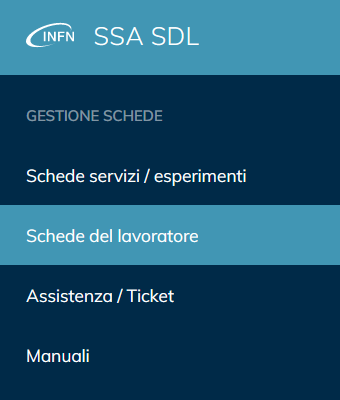 INFN SSA SDL
GESTIONE SCHEDE
Schede servizi / esperimenti
Schede del lavoratore
Assistenza / Ticket
Manuali